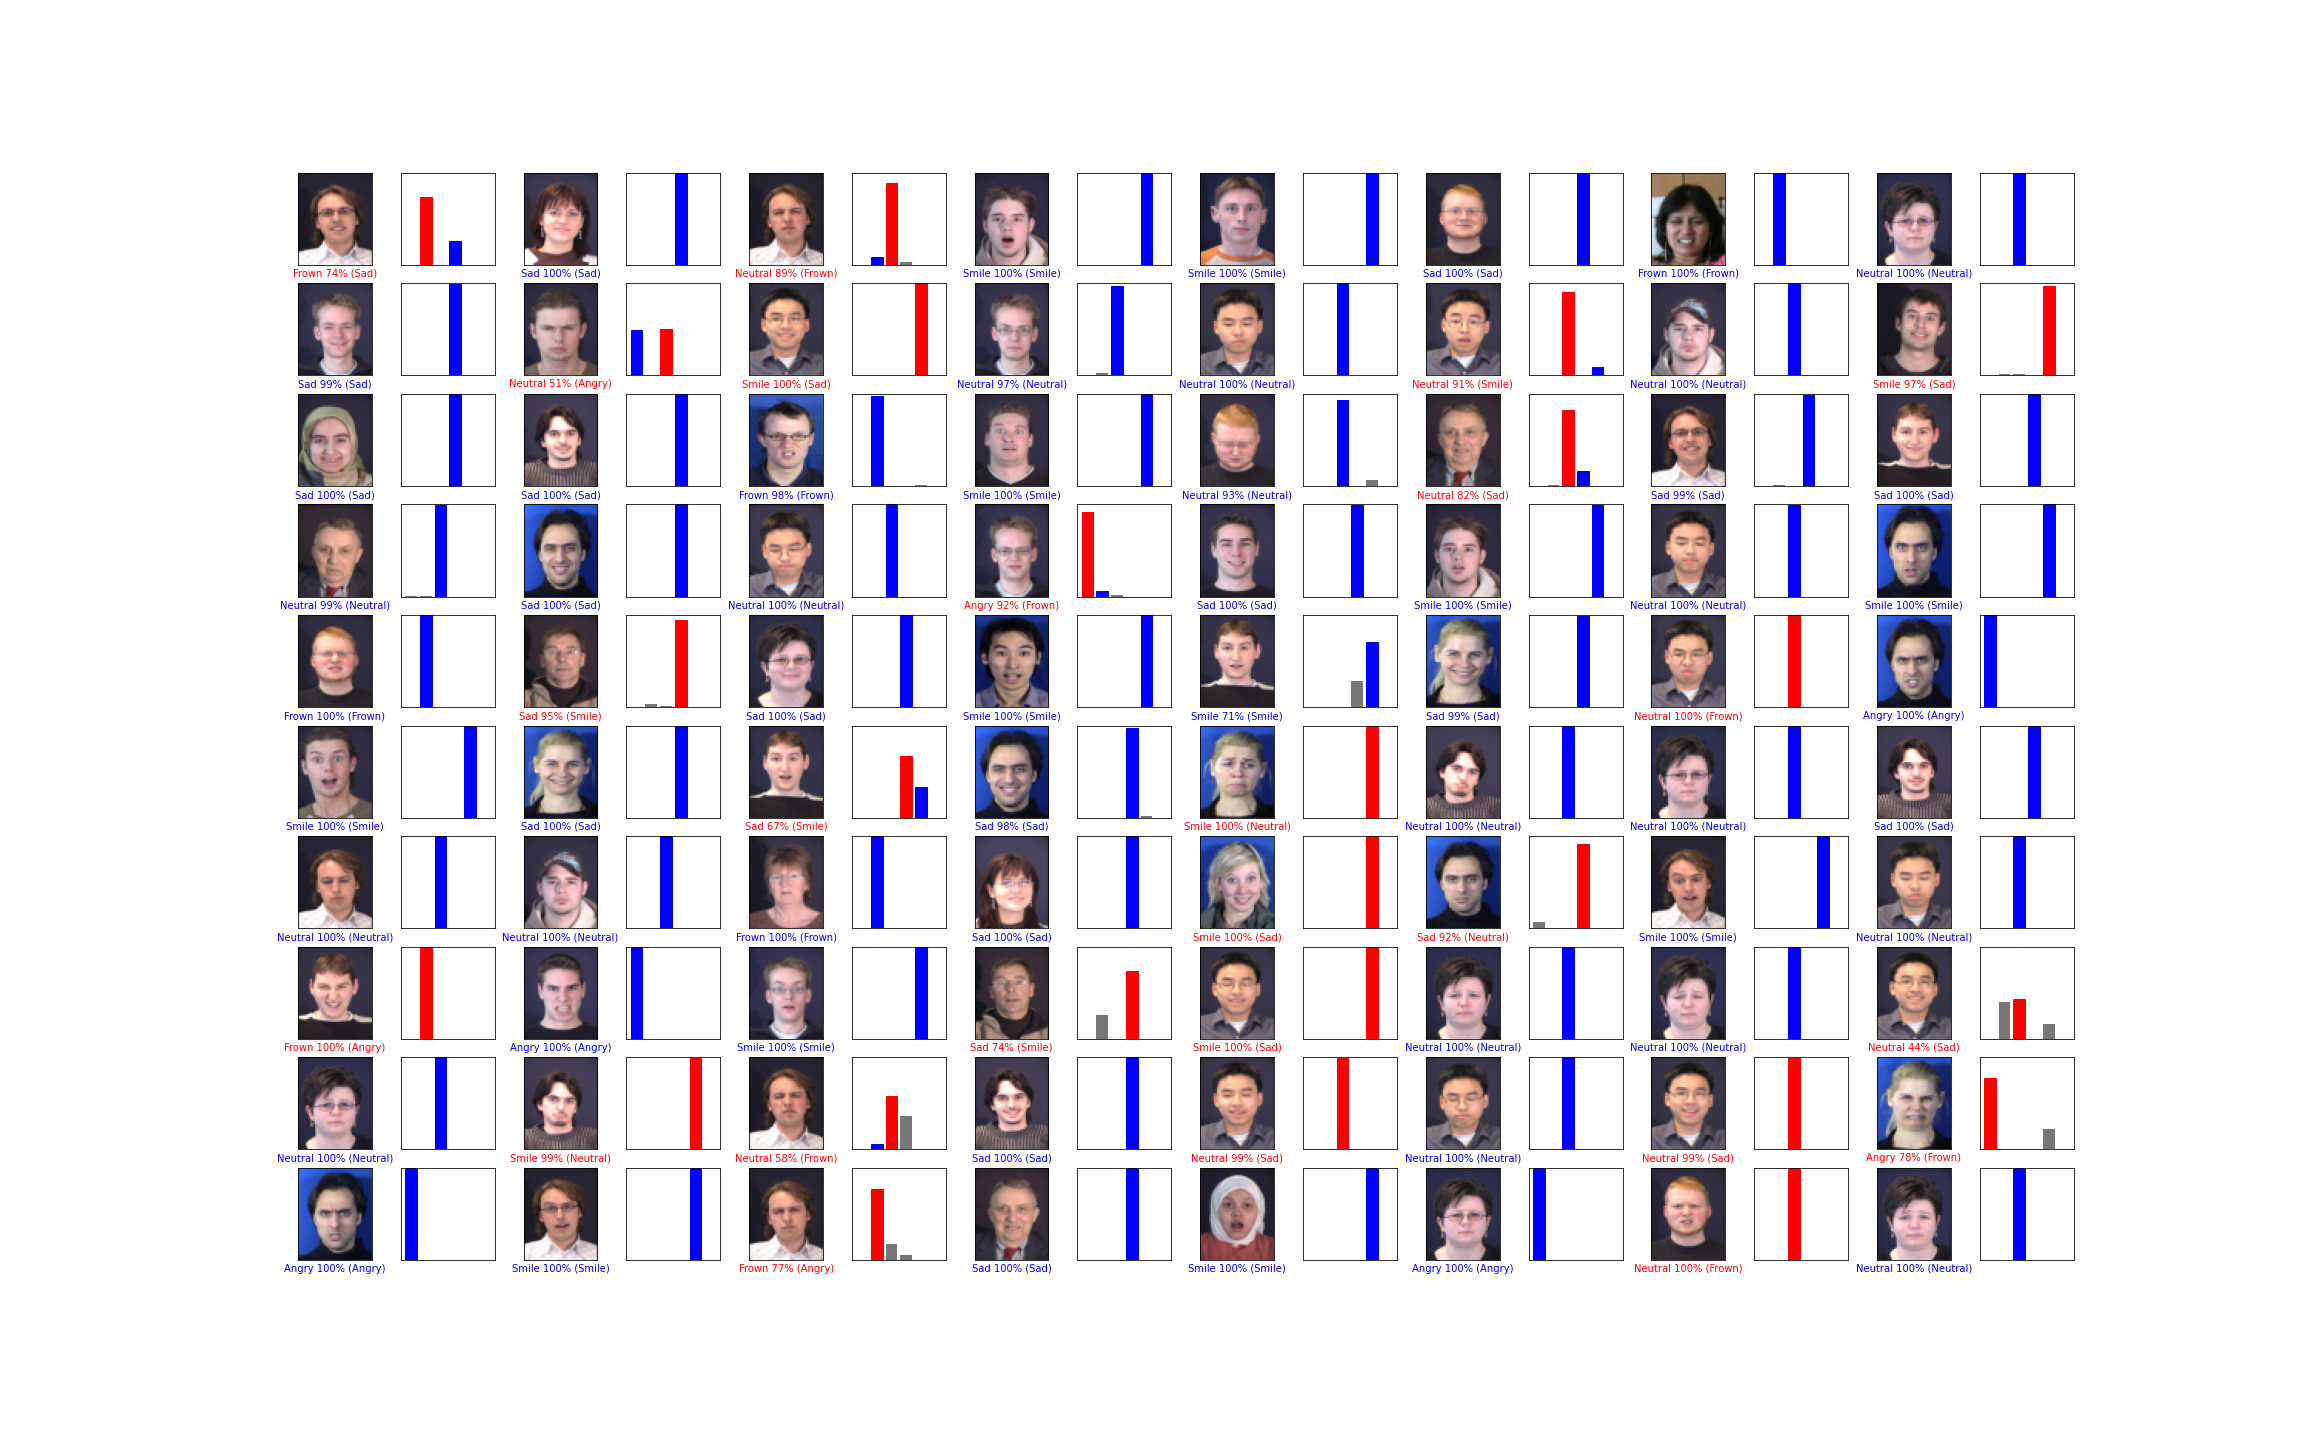 Frown 74% (Sad)
Sad 100% (Sad)
Neutral 89% (Frown)
Smile 100% (Smile)
Smile 100% (Smile)
Sad 100% (Sad)
Frown 100% (Frown)
Neutral 100% (Neutral)
Sad 99% (Sad)
Neutral 51% (Angry)
Smile 100% (Sad)
Neutral 97% (Neutral)
Neutral 100% (Neutral)
Neutral 91% (Smile)
Neutral 100% (Neutral)
Smile 97% (Sad)
Sad 100% (Sad)
Sad 100% (Sad)
Frown 98% (Frown)
Smile 100% (Smile)
Neutral 93% (Neutral)
Neutral 82% (Sad)
Sad 99% (Sad)
Sad 100% (Sad)
Neutral 99% (Neutral)
Sad 100% (Sad)
Neutral 100% (Neutral)
Angry 92% (Frown)
Sad 100% (Sad)
Smile 100% (Smile)
Neutral 100% (Neutral)
Smile 100% (Smile)
Frown 100% (Frown)
Sad 95% (Smile)
Sad 100% (Sad)
Smile 100% (Smile)
Smile 71% (Smile)
Sad 99% (Sad)
Neutral 100% (Frown)
Angry 100% (Angry)
Smile 100% (Smile)
Sad 100% (Sad)
Sad 67% (Smile)
Sad 98% (Sad)
Smile 100% (Neutral)
Neutral 100% (Neutral)
Neutral 100% (Neutral)
Sad 100% (Sad)
Neutral 100% (Neutral)
Neutral 100% (Neutral)
Frown 100% (Frown)
Sad 100% (Sad)
Smile 100% (Sad)
Sad 92% (Neutral)
Smile 100% (Smile)
Neutral 100% (Neutral)
Frown 100% (Angry)
Angry 100% (Angry)
Smile 100% (Smile)
Sad 74% (Smile)
Smile 100% (Sad)
Neutral 100% (Neutral)
Neutral 100% (Neutral)
Neutral 44% (Sad)
Neutral 100% (Neutral)
Smile 99% (Neutral)
Neutral 58% (Frown)
Sad 100% (Sad)
Neutral 99% (Sad)
Neutral 100% (Neutral)
Neutral 99% (Sad)
Angry 78% (Frown)
Angry 100% (Angry)
Smile 100% (Smile)
Frown 77% (Angry)
Sad 100% (Sad)
Smile 100% (Smile)
Angry 100% (Angry)
Neutral 100% (Frown)
Neutral 100% (Neutral)